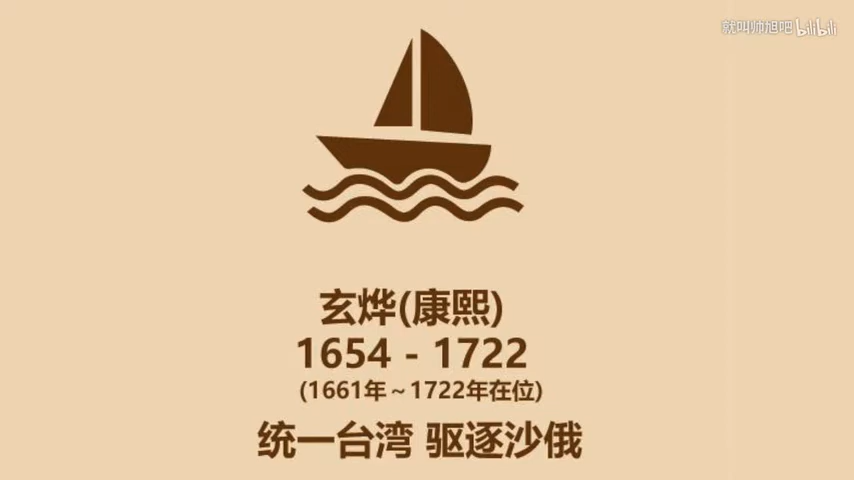 就叫帅旭吧 bilibili
玄烨(康熙)
1654 - 1722
(1661年～1722年在位)
统一台湾 驱逐沙俄